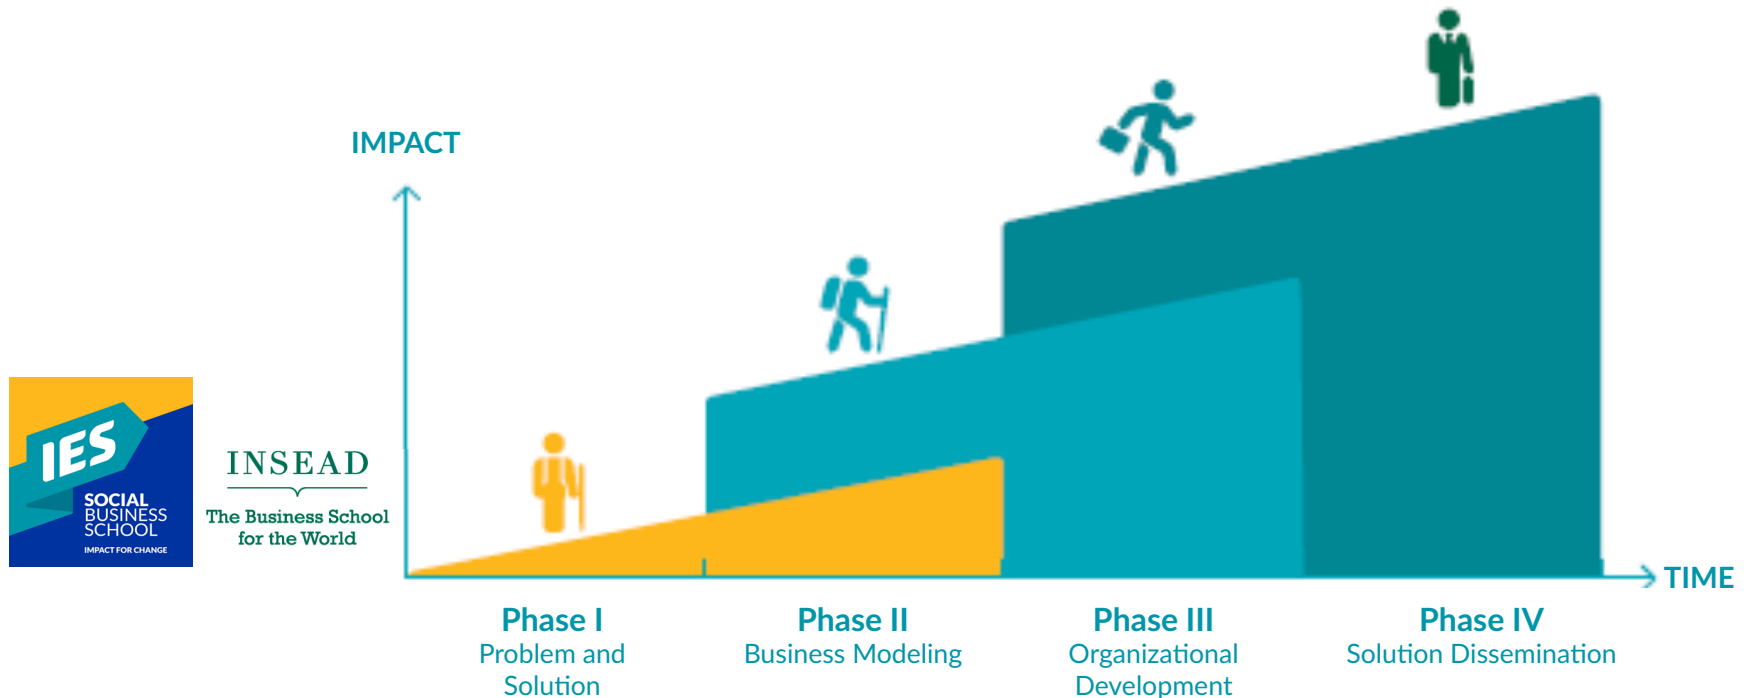 IMPACT
IES
SOCIAL
BUSINESS
SCHOOL
IMPACT FOR CHANGE
INSEAD
The Business School
for the World
TIME
Phase I
Problem and
Solution
Phase II
Business Modeling
Phase III
Organizational
Development
Phase IV
Solution Dissemination